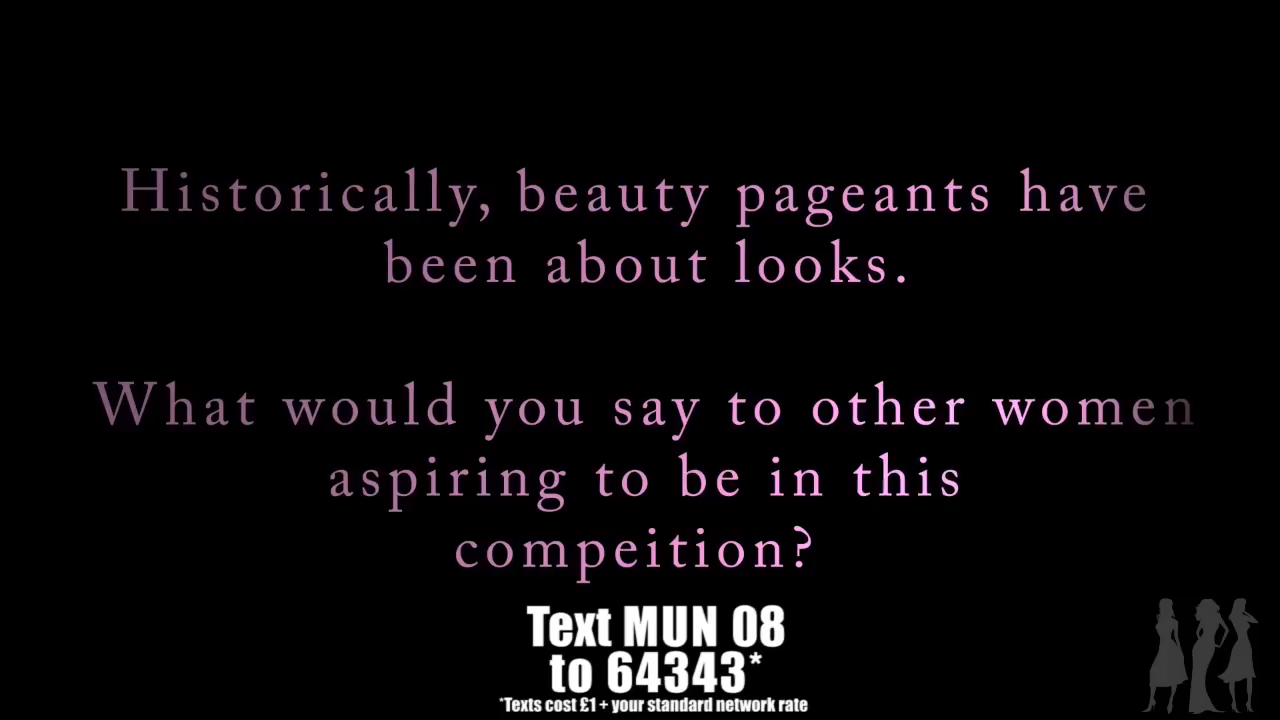 Historically, beauty pageants have
been about looks.
What would you say to other women
aspiring to be in this
compeition?
Text MUN 08
to 64343*
*Texts cost £1 + your standard network rate